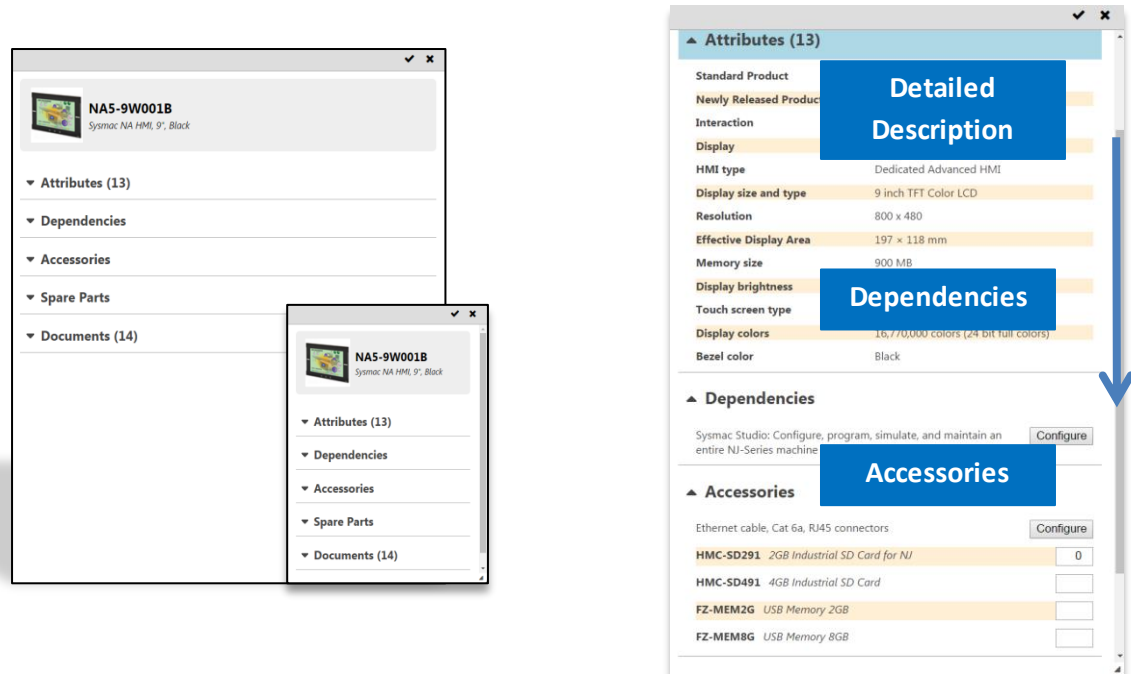 NA5-9W001B
Sysmac NA HMI, 9", Black
Attributes (13)
Dependencies
Accessories
Spare Parts
Documents (14)
NA5-9W001B
Sysmac NA HMI, 9", Black
Attributes (13)
Dependencies
Accessories
Spare Parts
Documents (14)
Attributes (13)
Standard Product
Newly Released Product
Interaction
Display
Detailed
Description
HMI type Dedicated Advanced HMI
Display size and type 9 inch TFT Color LCD
Resolution 800 x 480
Effective Display Area 197 × 118 mm
Memory size 900 MB
Display brightness
Dependencies
Touch screen type
Display colors 16,770,000 colors (24 bit full colors)
Bezel color Black
Dependencies
Sysmac Studio: Configure, program, simulate, and maintain an Configure
entire NJ-Series machine
Accessories
Accessories
Ethernet cable, Cat 6a, RJ45 connectors Configure
HMC-SD291 2GB Industrial SD Card for NJ 0
HMC-SD491 4GB Industrial SD Card
FZ-MEM2G USB Memory 2GB
FZ-MEM8G USB Memory 8GB